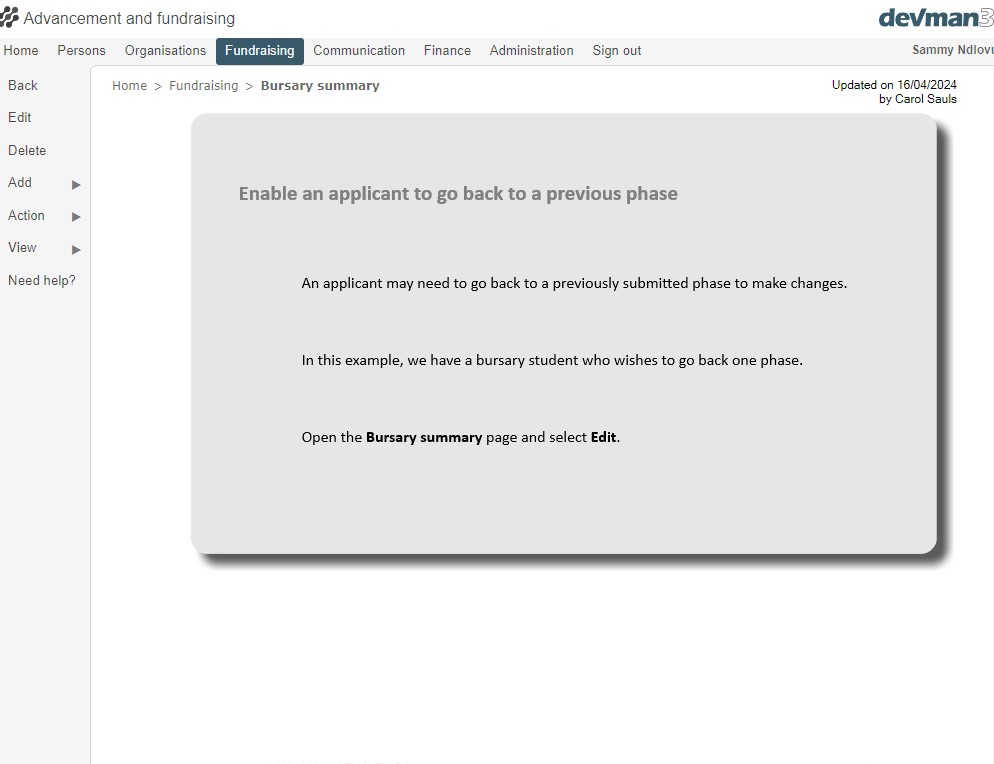 Advancement and fundraising
devman3
Home Persons Organisations Fundraising Communication Finance Administration Sign out Sammy Ndlovu
Back
Edit
Delete
Add
Action
View
Need help?
Home > Fundraising > Bursary summary
Updated on 16/04/2024
by Carol Sauls
Enable an applicant to go back to a previous phase
An applicant may need to go back to a previously submitted phase to make changes.
In this example, we have a bursary student who wishes to go back one phase.
Open the Bursary summary page and select Edit.